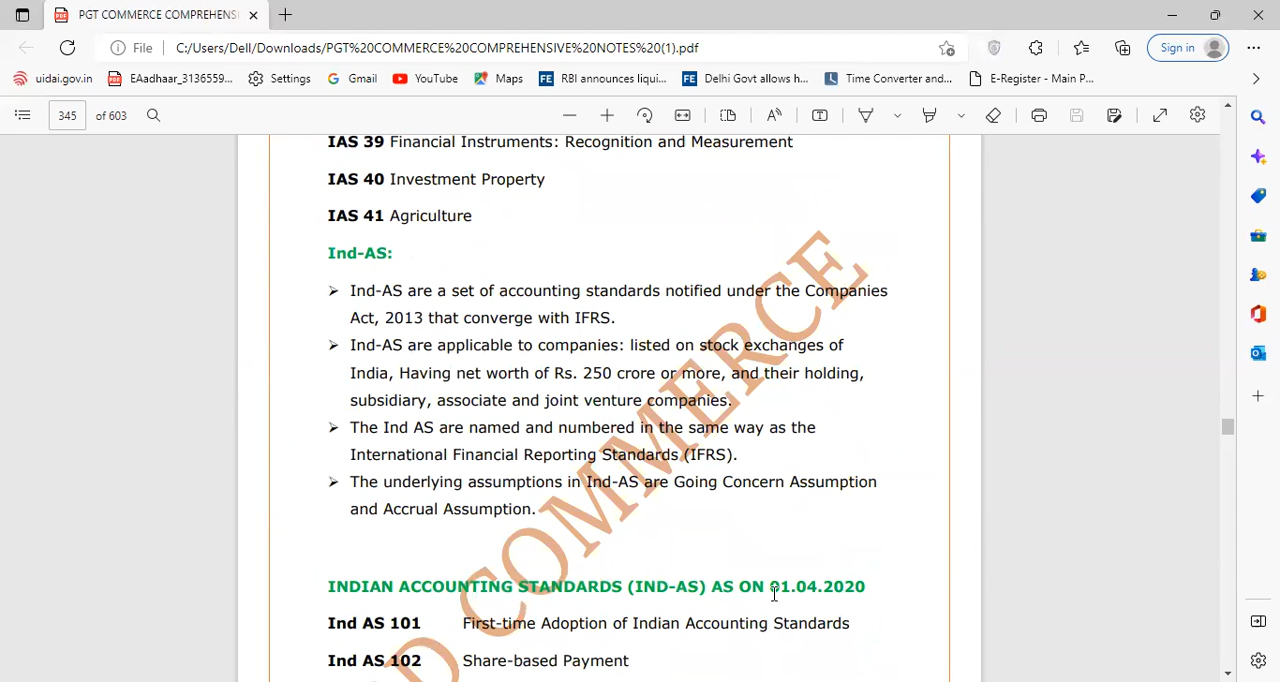 PGT COMMERCE COMPREHENSI
File
C:/Users/Dell/Downloads/PGT%20COMMERCE%20COMPREHENSIVE%20NOTES%20(1).pdf
Sign in
uidai.gov.in
EAadhaar_3136559...
Settings
Gmail
YouTube
Maps
RBI announces liqui...
Delhi Govt allows h...
Time Converter and...
E-Register - Main P...
345 of 603
IAS 39 Financial Instruments: Recognition and Measurement
IAS 40 Investment Property
IAS 41 Agriculture
Ind-AS:
➢ Ind-AS are a set of accounting standards notified under the Companies
Act, 2013 that converge with IFRS.
➢ Ind-AS are applicable to companies: listed on stock exchanges of
India, Having net worth of Rs. 250 crore or more, and their holding,
subsidiary, associate and joint venture companies.
➢ The Ind AS are named and numbered in the same way as the
International Financial Reporting Standards (IFRS).
➢ The underlying assumptions in Ind-AS are Going Concern Assumption
and Accrual Assumption.
INDIAN ACCOUNTING STANDARDS (IND-AS) AS ON 01.04.2020
Ind AS 101 First-time Adoption of Indian Accounting Standards
Ind AS 102 Share-based Payment
D COMMERCE